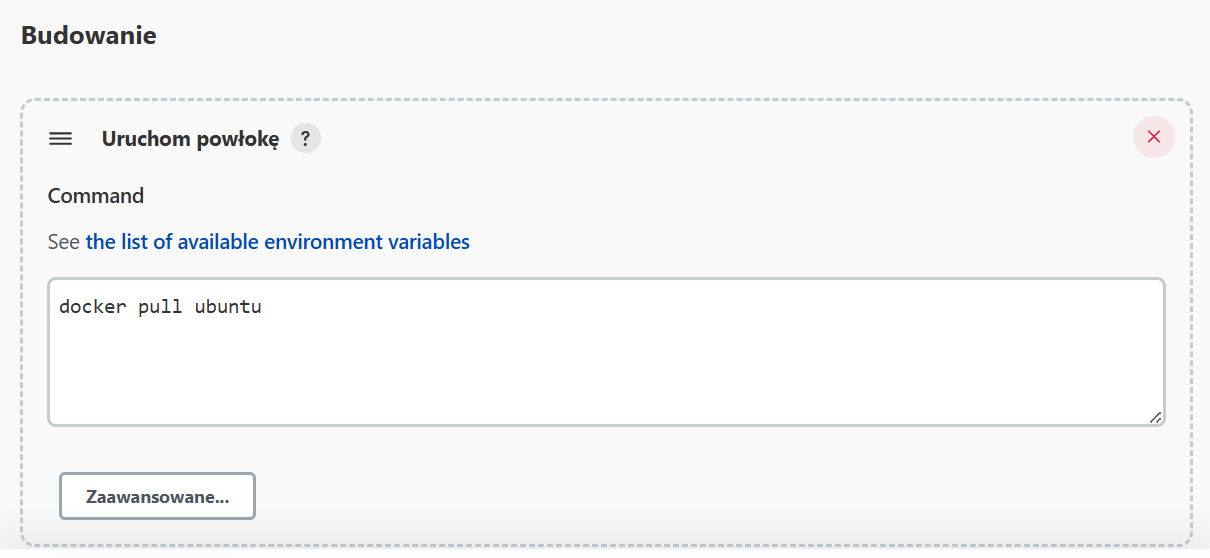 Budowanie
Uruchom powłokę ?
Command
See the list of available environment variables
docker pull ubuntu
Zaawansowane...